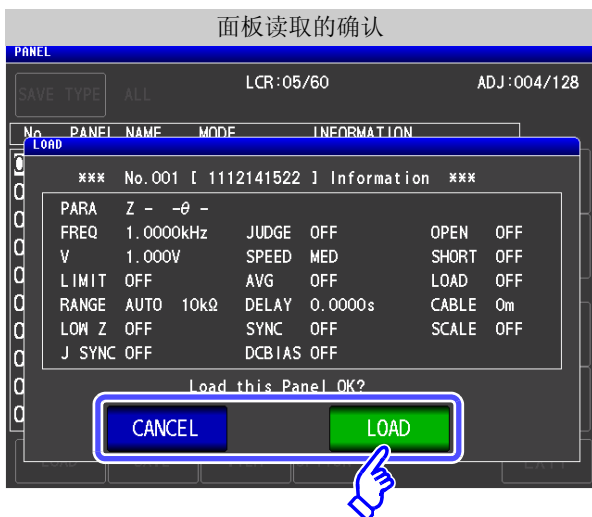 面板读取的确认
PANEL
SAVE TYPE ALL LCR:05/60 ADJ:004/128
No. PANEL NAME MODE INFORMATION
LOAD
*** No.001 [ 1112141522 ] Information ***
PARA Z - -θ -
FREQ 1.0000kHz JUDGE OFF OPEN OFF
V 1.000V SPEED MED SHORT OFF
LIMIT OFF AVG OFF LOAD OFF
RANGE AUTO 10kΩ DELAY 0.0000s CABLE 0m
LOW Z OFF SYNC OFF SCALE OFF
J SYNC OFF DCBIAS OFF
Load this Panel OK?
CANCEL LOAD
LOAD SAVE EXIT